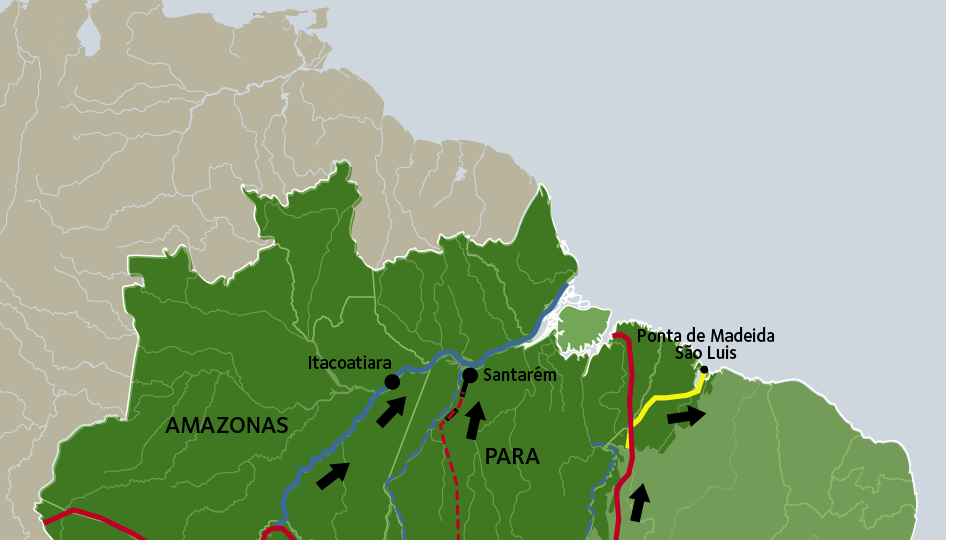 Ponta de Madeida
São Luis
Itacoatiara
Santarém
AMAZONAS
PARA